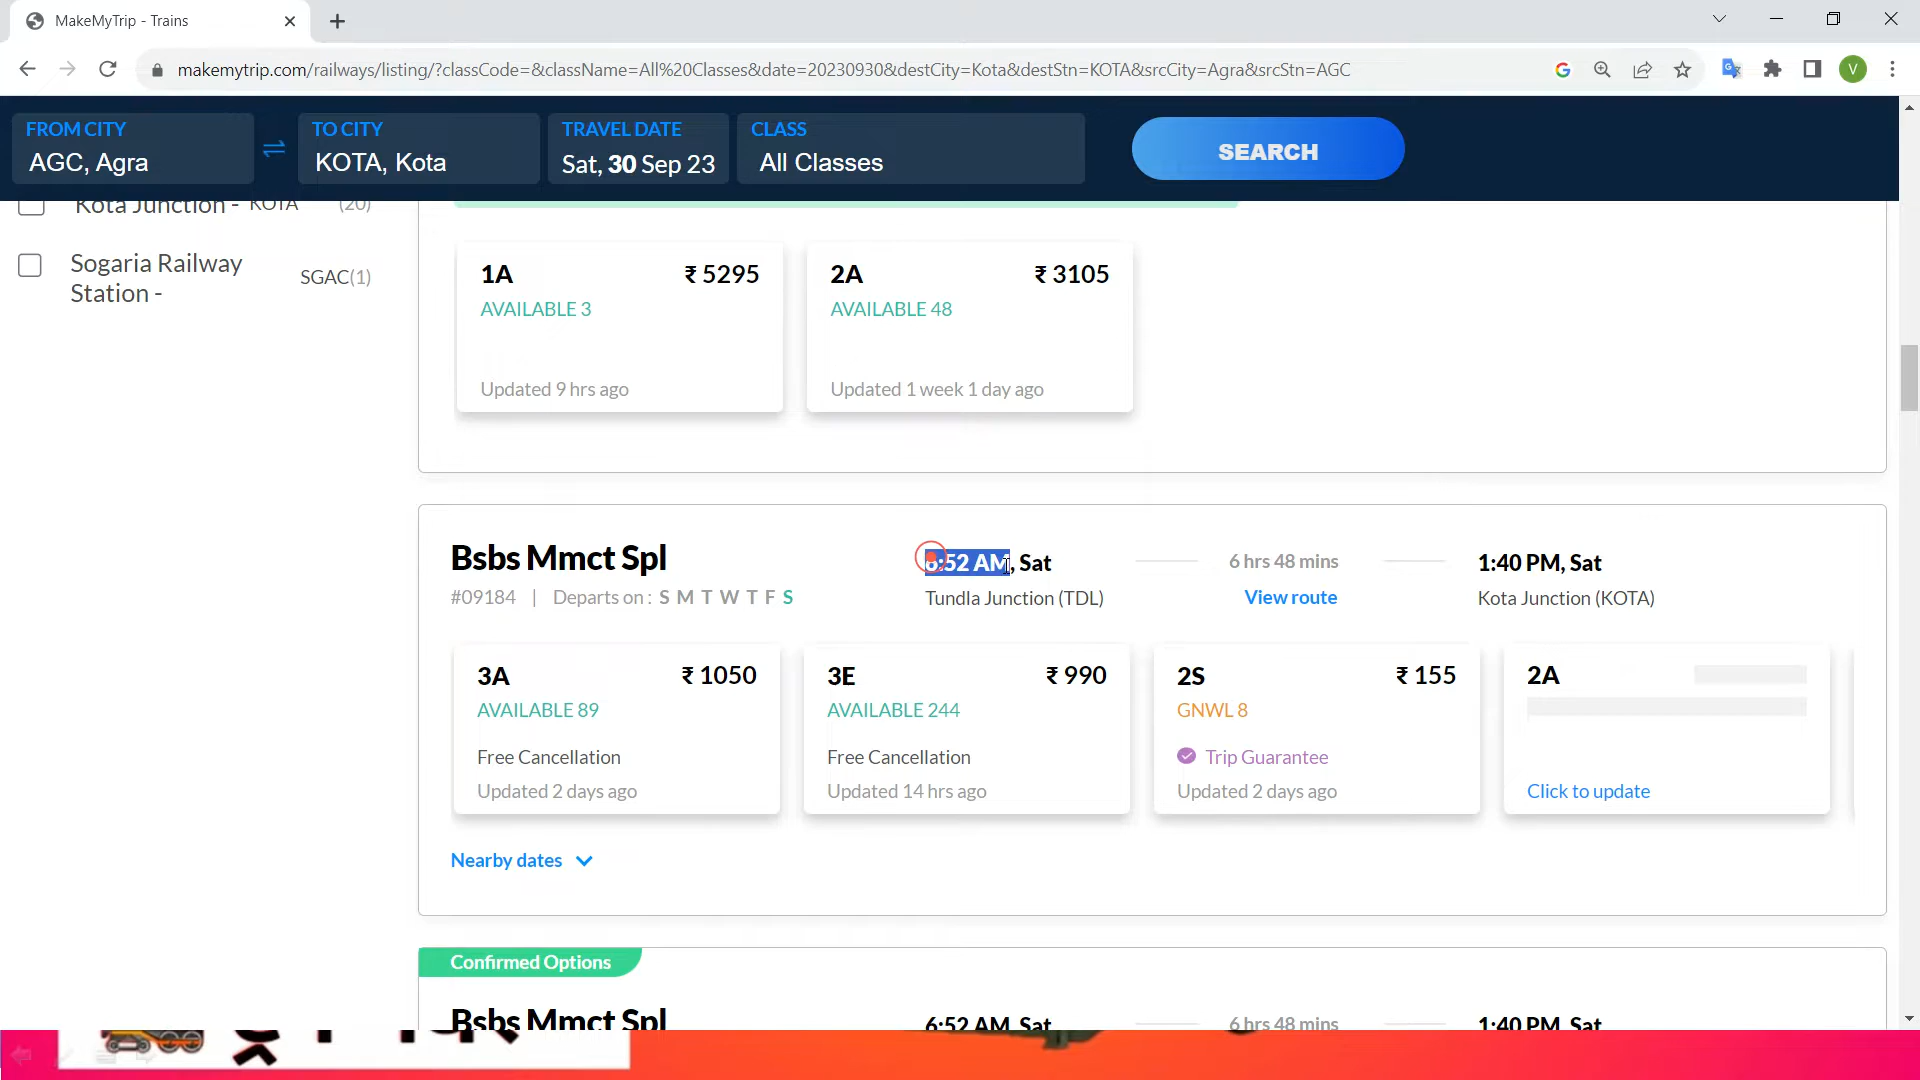 MakeMyTrip - Trains
makemytrip.com/railways/listing/?classCode=&className=All%20Classes&date=20230930&destCity=Kota&destStn=KOTA&srcCity=Agra&srcStn=AGC
V
FROM CITY
AGC, Agra
TO CITY
KOTA, Kota
TRAVEL DATE
Sat, 30 Sep 23
CLASS
All Classes
SEARCH
Kota Junction - KOTA (20)
Sogaria Railway
Station -
SGAC(1)
1A ₹ 5295
AVAILABLE 3
Updated 9 hrs ago
2A ₹ 3105
AVAILABLE 48
Updated 1 week 1 day ago
Bsbs Mmct Spl
#09184 | Departs on : S M T W T F S
6:52 AM, Sat
Tundla Junction (TDL)
6 hrs 48 mins
View route
1:40 PM, Sat
Kota Junction (KOTA)
3A ₹ 1050
AVAILABLE 89
Free Cancellation
Updated 2 days ago
3E ₹ 990
AVAILABLE 244
Free Cancellation
Updated 14 hrs ago
2S ₹ 155
GNWL 8
Trip Guarantee
Updated 2 days ago
2A
Click to update
Nearby dates
Confirmed Options
Bsbs Mmct Spl
6:52 AM, Sat
6 hrs 48 mins
1:40 PM, Sat